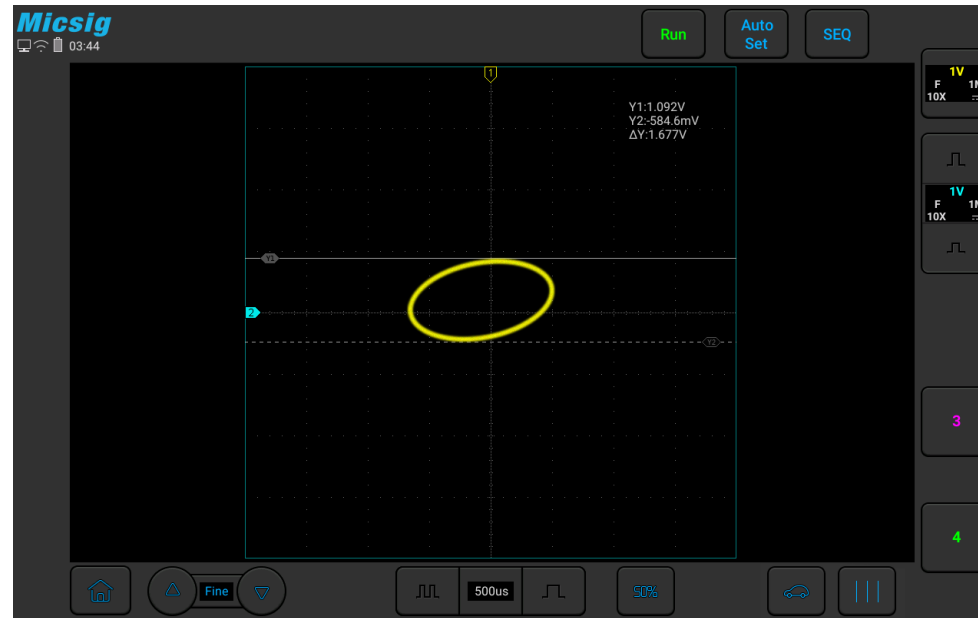 Micsig
03:44
Run
Auto
Set
SEQ
1
Y1:1.092V
Y2:-584.6mV
ΔY:1.677V
1V
F
10X
1V
F
10X
Y1
2
Y2
3
4
Fine
500us
50%